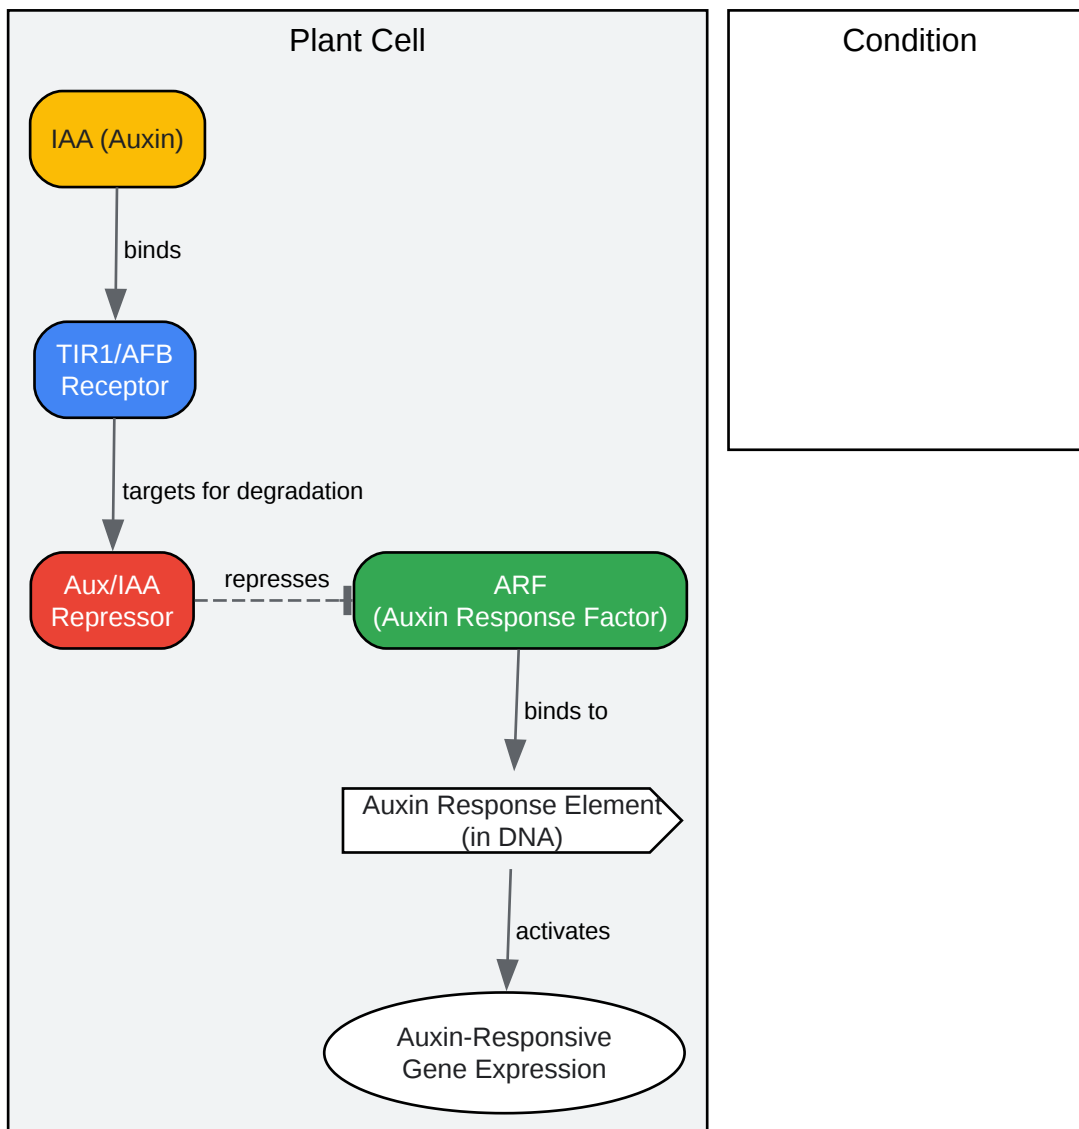 Plant Cell
Condition
IAA (Auxin)
binds
TIR1/AFB
Receptor
targets for degradation
Aux/IAA
Repressor
represses
ARF
(Auxin Response Factor)
binds to
Auxin Response Element
(in DNA)
activates
Auxin-Responsive
Gene Expression